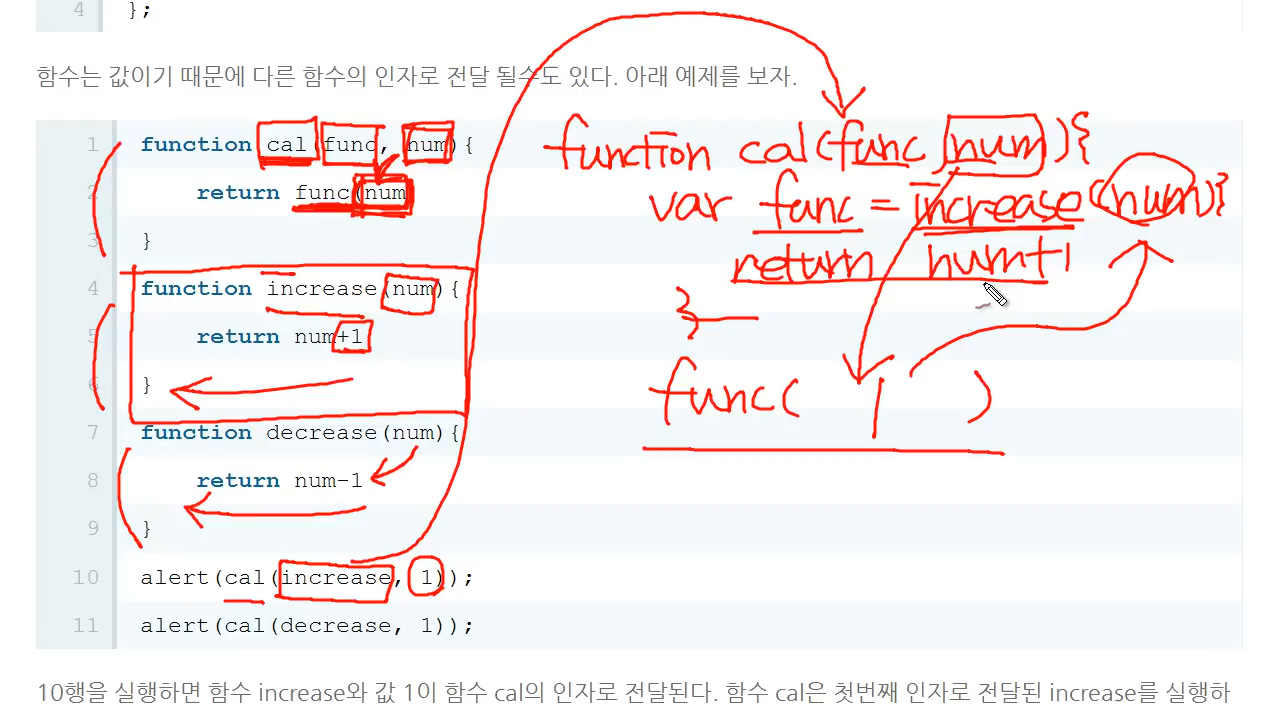 4 };
함수는 값이기 때문에 다른 함수의 인자로 전달 될수도 있다. 아래 예제를 보자.
1 function cal(func, num){
2 return func(num
3 }
4 function increase(num){
5 return num+1
6 }
7 function decrease(num){
8 return num-1
9 }
10 alert(cal(increase, 1));
11 alert(cal(decrease, 1));
function cal(func, num){
var func = increase(num){
return num+1
}
func( 1 )
10행을 실행하면 함수 increase와 값 1이 함수 cal의 인자로 전달된다. 함수 cal은 첫번째 인자로 전달된 increase를 실행하